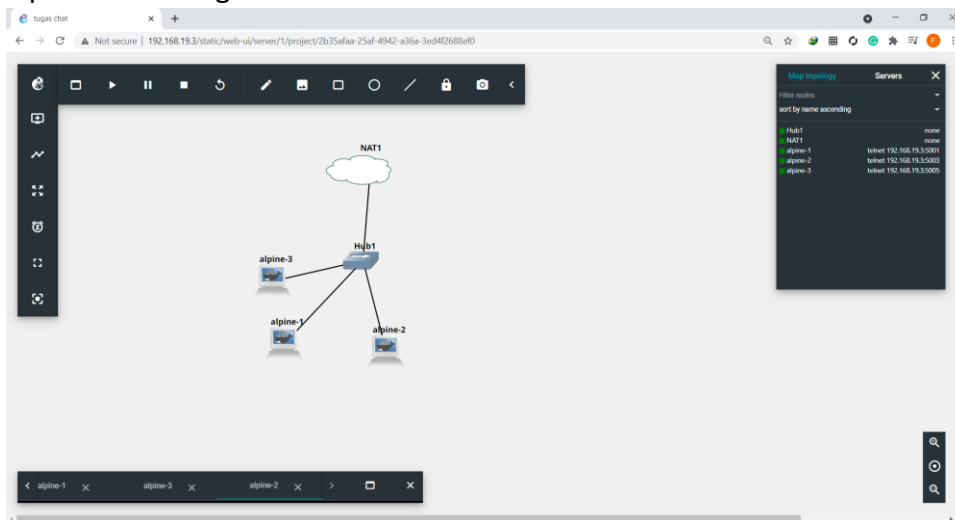 tugas chat
Not secure | 192.168.19.3/static/web-ui/server/1/project/2b35afaa-25af-4942-a36a-3ed4f2688ef0
Map topology Servers
Filter nodes
sort by name ascending
Hub1 none
NAT1 none
alpine-1 telnet 192.168.19.3:5001
alpine-2 telnet 192.168.19.3:5003
alpine-3 telnet 192.168.19.3:5005
NAT1
Hub1
alpine-3
alpine-1
alpine-2
alpine-1 alpine-3 alpine-2